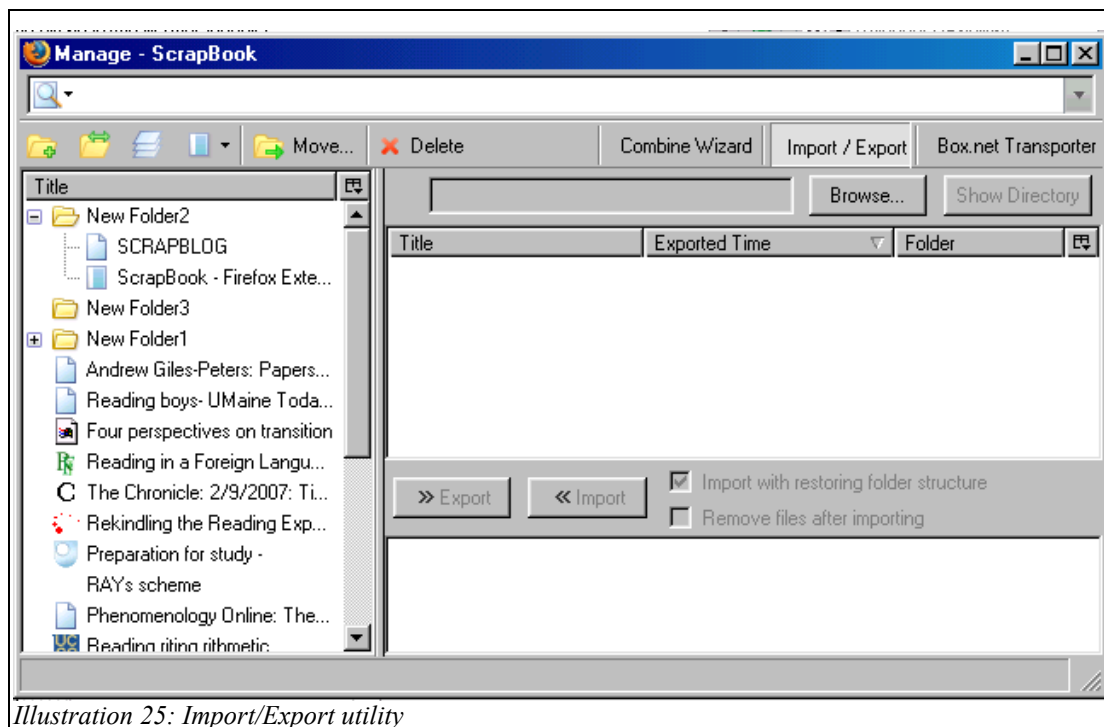 Manage - ScrapBook
Move... Delete Combine Wizard Import / Export Box.net Transporter
Title
New Folder2
SCRAPBLOG
ScrapBook - Firefox Exte...
New Folder3
New Folder1
Andrew Giles-Peters: Papers...
Reading boys- UMaine Toda...
Four perspectives on transition
Reading in a Foreign Langu...
The Chronicle: 2/9/2007: Ti...
Rekindling the Reading Exp...
Preparation for study -
RAY's scheme
Phenomenology Online: The...
Reading riting rithmetic
Browse... Show Directory
Title Exported Time Folder
Export Import
Import with restoring folder structure
Remove files after importing
Illustration 25: Import/Export utility